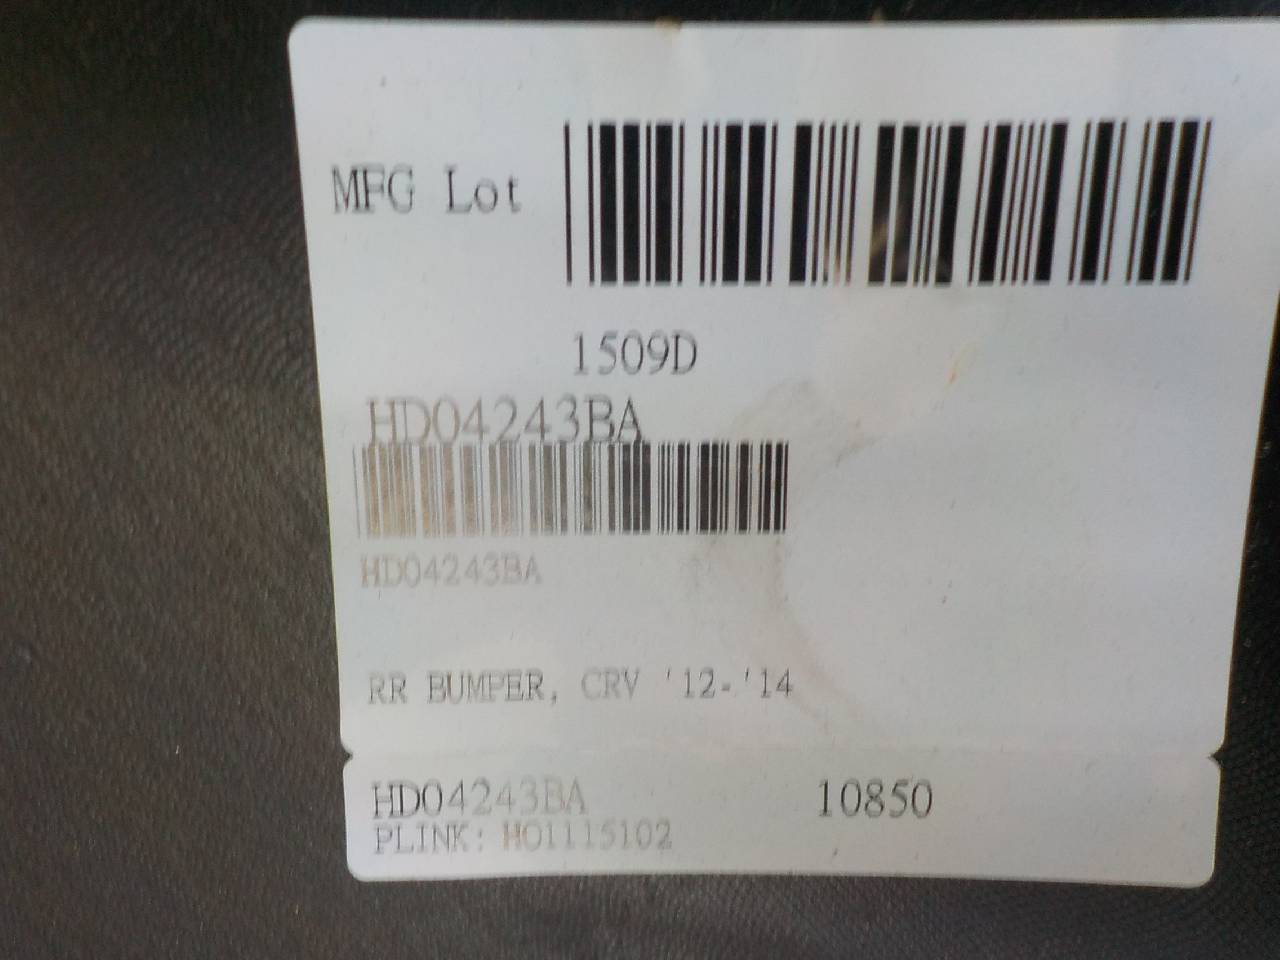 MFG Lot
1509D
HD04243BA
HD04243BA
RR BUMPER, CRV '12-'14
HD04243BA 10850
PLINK: HO1115102